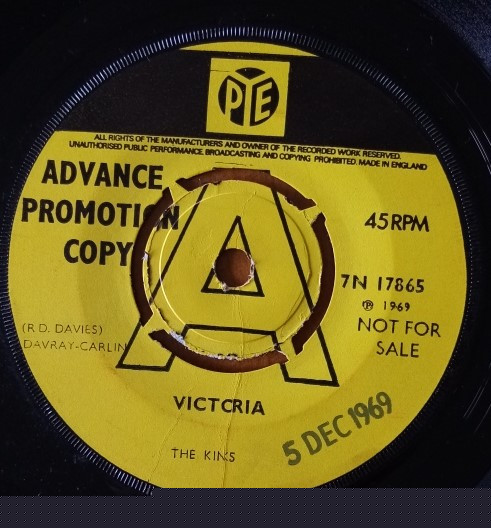 PYE
ALL RIGHTS OF THE MANUFACTURERS AND OWNER OF THE RECORDED WORK RESERVED.
UNAUTHORISED PUBLIC PERFORMANCE, BROADCASTING AND COPYING PROHIBITED. MADE IN ENGLAND
ADVANCE
PROMOTION
COPY
A
45 RPM
7N 17865
℗ 1969
NOT FOR
SALE
(R.D. DAVIES)
DAVRAY-CARLIN
VICTORIA
THE KINKS
5 DEC 1969